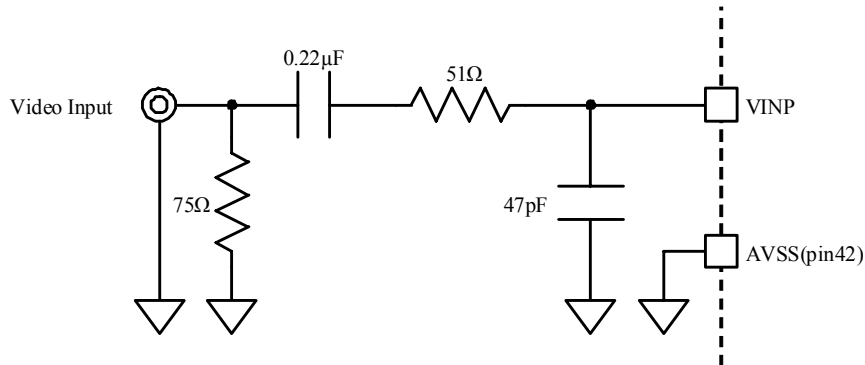 0.22μF
51Ω
Video Input
VINP
75Ω
47pF
AVSS(pin42)